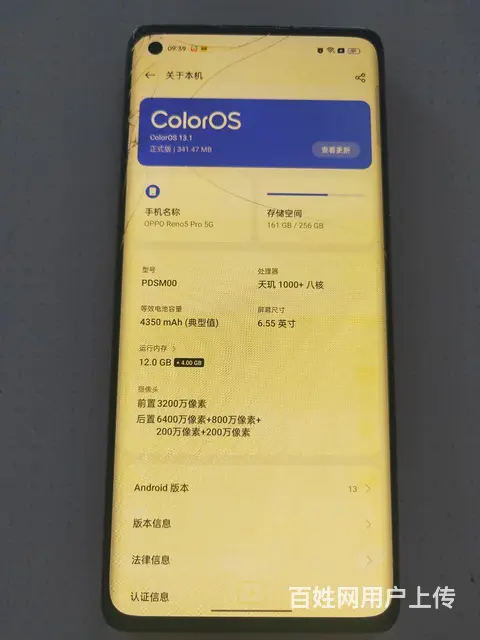 09:39
关于本机
ColorOS
ColorOS 13.1
正式版 | 341.47 MB
查看更新
手机名称
OPPO Reno5 Pro 5G
存储空间
161 GB / 256 GB
型号
PDSM00
处理器
天玑 1000+ 八核
等效电池容量
4350 mAh (典型值)
屏幕尺寸
6.55 英寸
运行内存 >
12.0 GB + 4.00 GB
摄像头
前置 3200万像素
后置 6400万像素+800万像素+
200万像素+200万像素
Android 版本
13 >
版本信息 >
法律信息 >
认证信息
百姓网用户上传